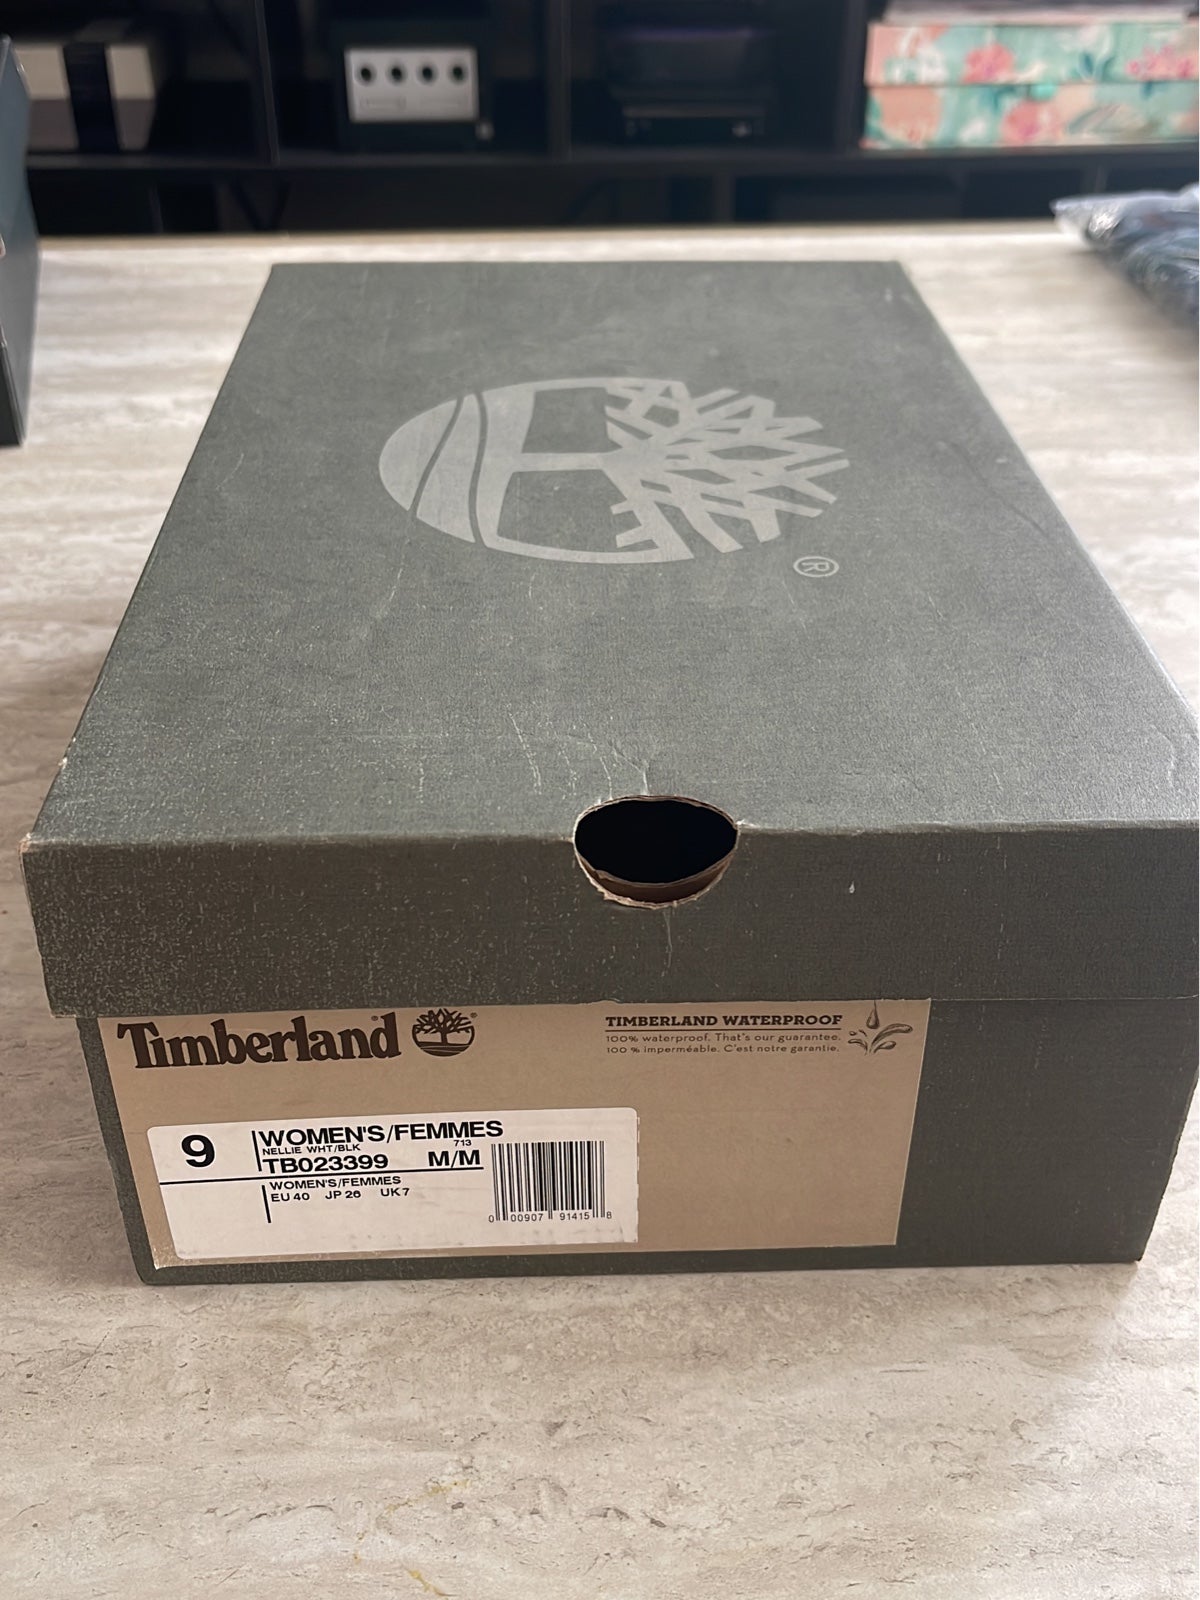 ®
Timberland®
TIMBERLAND WATERPROOF
100% waterproof. That's our guarantee.
100 % imperméable. C'est notre garantie.
9
WOMEN'S/FEMMES
NELLIE WHT/BLK 713
TB023399 M/M
WOMEN'S/FEMMES
EU 40 JP 26 UK 7
0 00907 91415 8